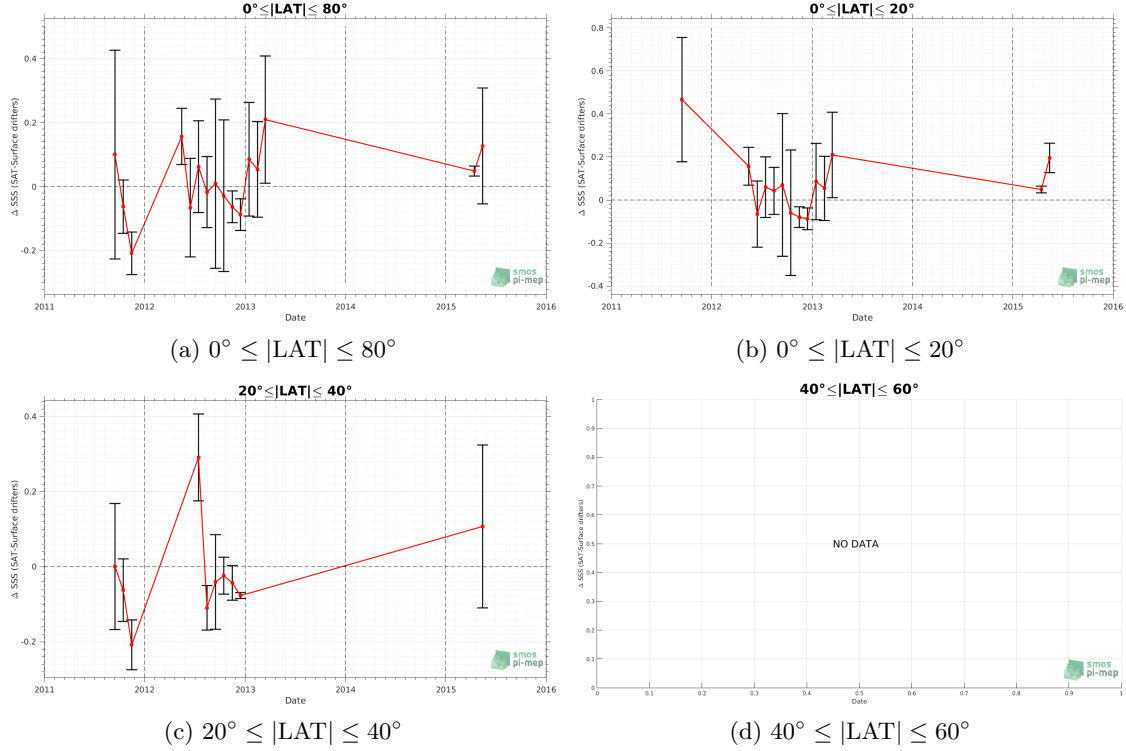 0°≤|LAT|≤ 80°
Δ SSS (SAT-Surface drifters)
0.4
0.2
0
-0.2
2011 2012 2013 2014 2015 2016
Date
smos
pi-mep
(a) 0° ≤ |LAT| ≤ 80°
0°≤|LAT|≤ 20°
Δ SSS (SAT-Surface drifters)
0.8
0.6
0.4
0.2
0
-0.2
-0.4
2011 2012 2013 2014 2015 2016
Date
smos
pi-mep
(b) 0° ≤ |LAT| ≤ 20°
20°≤|LAT|≤ 40°
Δ SSS (SAT-Surface drifters)
0.4
0.2
0
-0.2
2011 2012 2013 2014 2015 2016
Date
smos
pi-mep
(c) 20° ≤ |LAT| ≤ 40°
40°≤|LAT|≤ 60°
Δ SSS (SAT-Surface drifters)
1
0.9
0.8
0.7
0.6
0.5
0.4
0.3
0.2
0.1
0
NO DATA
0 0.1 0.2 0.3 0.4 0.5 0.6 0.7 0.8 0.9 1
Date
smos
pi-mep
(d) 40° ≤ |LAT| ≤ 60°